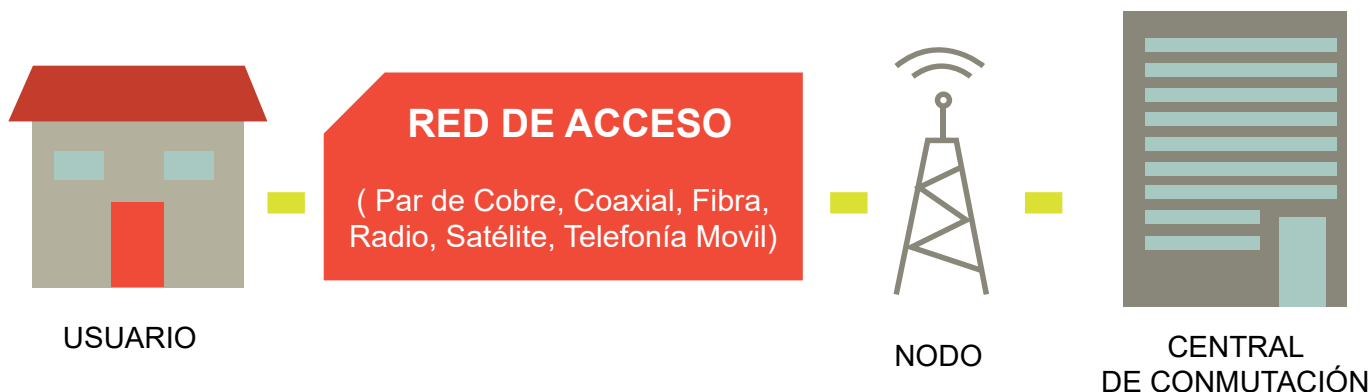 RED DE ACCESO
( Par de Cobre, Coaxial, Fibra,
Radio, Satélite, Telefonía Movil)
USUARIO
NODO
CENTRAL
DE CONMUTACIÓN